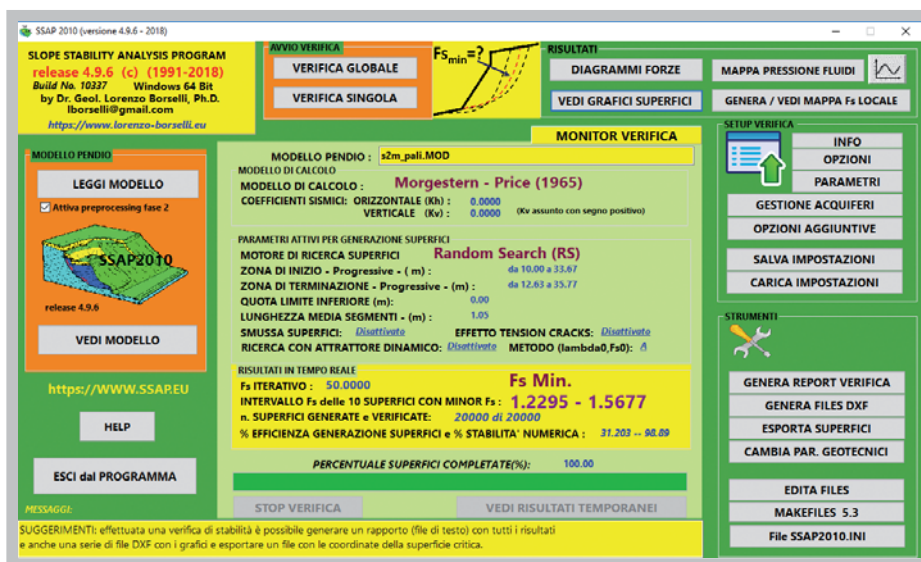 SSAP 2010 (versione 4.9.6 - 2018)
SLOPE STABILITY ANALYSIS PROGRAM
release 4.9.6 (c) (1991-2018)
Build No. 10337 Windows 64 Bit
by Dr. Geol. Lorenzo Borselli, Ph.D.
lborselli@gmail.com
https://www.lorenzo-borselli.eu
AVVIO VERIFICA
VERIFICA GLOBALE
VERIFICA SINGOLA
Fs min=?
RISULTATI
DIAGRAMMI FORZE
MAPPA PRESSIONE FLUIDI
VEDI GRAFICI SUPERFICI
GENERA / VEDI MAPPA Fs LOCALE
MODELLO PENDIO
LEGGI MODELLO
Attiva preprocessing fase 2
SSAP2010
release 4.9.6
VEDI MODELLO
https://WWW.SSAP.EU
HELP
ESCI dal PROGRAMMA
MESSAGGI:
MONITOR VERIFICA
MODELLO PENDIO : s2m_pali.MOD
MODELLO DI CALCOLO
MODELLO DI CALCOLO : Morgestern - Price (1965)
COEFFICIENTI SISMICI: ORIZZONTALE (Kh) : 0.0000
VERTICALE (Kv) : 0.0000 (Kv assunto con segno positivo)
PARAMETRI ATTIVI PER GENERAZIONE SUPERFICI
MOTORE DI RICERCA SUPERFICI Random Search (RS)
ZONA DI INIZIO - Progressive - ( m) : da 10.00 a 33.67
ZONA DI TERMINAZIONE - Progressive - (m) : da 12.63 a 35.77
QUOTA LIMITE INFERIORE (m): 0.00
LUNGHEZZA MEDIA SEGMENTI - (m) : 1.05
SMUSSA SUPERFICI: Disattivato EFFETTO TENSION CRACKS: Disattivato
RICERCA CON ATTRATTORE DINAMICO: Disattivato METODO (lambda0,Fs0): A
RISULTATI IN TEMPO REALE
Fs ITERATIVO : 50.0000 Fs Min.
INTERVALLO Fs delle 10 SUPERFICI CON MINOR Fs : 1.2295 - 1.5677
n. SUPERFICI GENERATE e VERIFICATE: 20000 di 20000
% EFFICIENZA GENERAZIONE SUPERFICI e % STABILITA' NUMERICA : 31.203 -- 98.89
PERCENTUALE SUPERFICI COMPLETATE(%): 100.00
STOP VERIFICA
VEDI RISULTATI TEMPORANEI
SETUP VERIFICA
INFO
OPZIONI
PARAMETRI
GESTIONE ACQUIFERI
OPZIONI AGGIUNTIVE
SALVA IMPOSTAZIONI
CARICA IMPOSTAZIONI
STRUMENTI
GENERA REPORT VERIFICA
GENERA FILES DXF
ESPORTA SUPERFICI
CAMBIA PAR. GEOTECNICI
EDITA FILES
MAKEFILES 5.3
File SSAP2010.INI
SUGGERIMENTI: effettuata una verifica di stabilità è possibile generare un rapporto (file di testo) con tutti i risultati
e anche una serie di file DXF con i grafici e esportare un file con le coordinate della superficie critica.